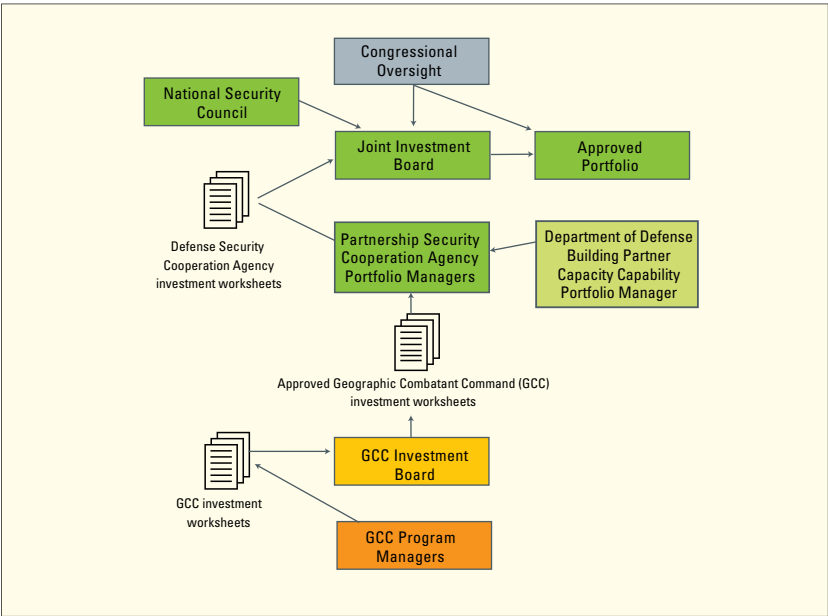 Congressional
Oversight
National Security
Council
Joint Investment
Board
Approved
Portfolio
Defense Security
Cooperation Agency
investment worksheets
Partnership Security
Cooperation Agency
Portfolio Managers
Department of Defense
Building Partner
Capacity Capability
Portfolio Manager
Approved Geographic Combatant Command (GCC)
investment worksheets
GCC investment
worksheets
GCC Investment
Board
GCC Program
Managers